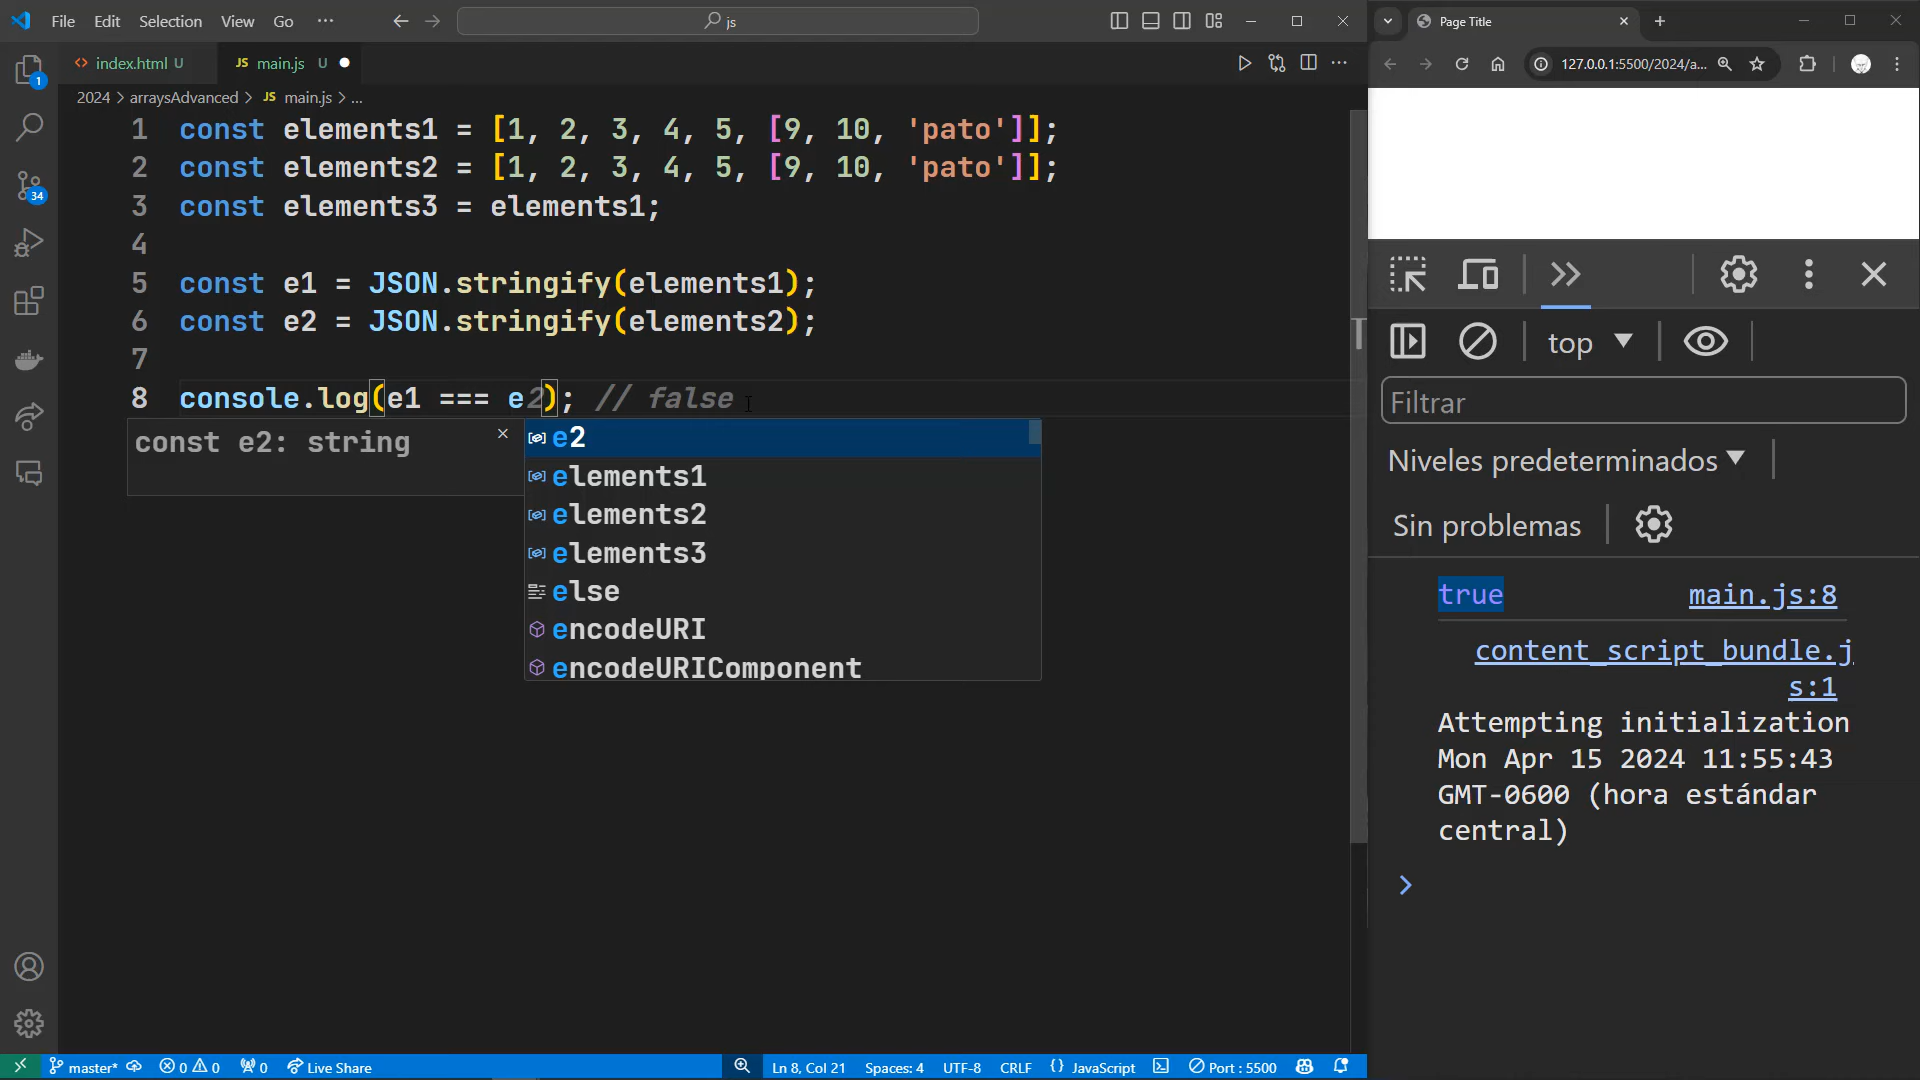 File Edit Selection View Go ··· js
index.html U JS main.js U
2024 > arraysAdvanced > JS main.js > ...
1 const elements1 = [1, 2, 3, 4, 5, [9, 10, 'pato']];
2 const elements2 = [1, 2, 3, 4, 5, [9, 10, 'pato']];
3 const elements3 = elements1;
4
5 const e1 = JSON.stringify(elements1);
6 const e2 = JSON.stringify(elements2);
7
8 console.log(e1 === e2); // false
const e2: string
e2
elements1
elements2
elements3
else
encodeURI
encodeURIComponent
1
34
master* 0 0 0 Live Share Ln 8, Col 21 Spaces: 4 UTF-8 CRLF {} JavaScript Port : 5500
Page Title
127.0.0.1:5500/2024/a...
top
Filtrar
Niveles predeterminados
Sin problemas
true main.js:8
content_script_bundle.j
s:1
Attempting initialization
Mon Apr 15 2024 11:55:43
GMT-0600 (hora estándar
central)